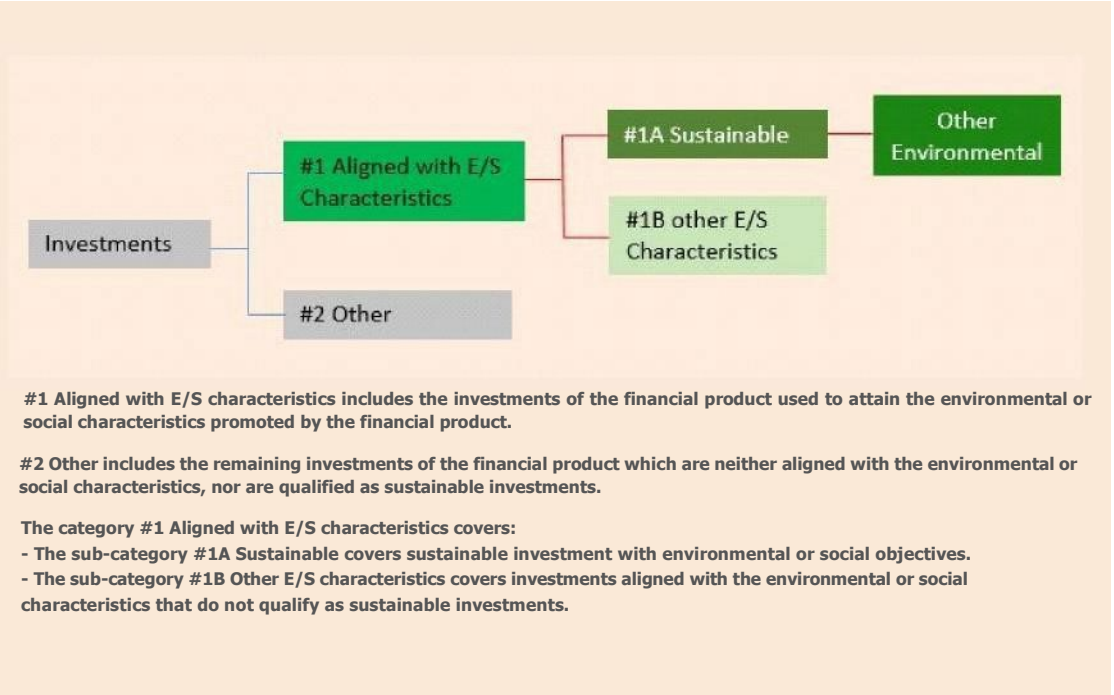 Other
Environmental
#1A Sustainable
#1 Aligned with E/S
Characteristics
#1B other E/S
Characteristics
Investments
#2 Other
#1 Aligned with E/S characteristics includes the investments of the financial product used to attain the environmental or
social characteristics promoted by the financial product.
#2 Other includes the remaining investments of the financial product which are neither aligned with the environmental or
social characteristics, nor are qualified as sustainable investments.
The category #1 Aligned with E/S characteristics covers:
- The sub-category #1A Sustainable covers sustainable investment with environmental or social objectives.
- The sub-category #1B Other E/S characteristics covers investments aligned with the environmental or social
characteristics that do not qualify as sustainable investments.